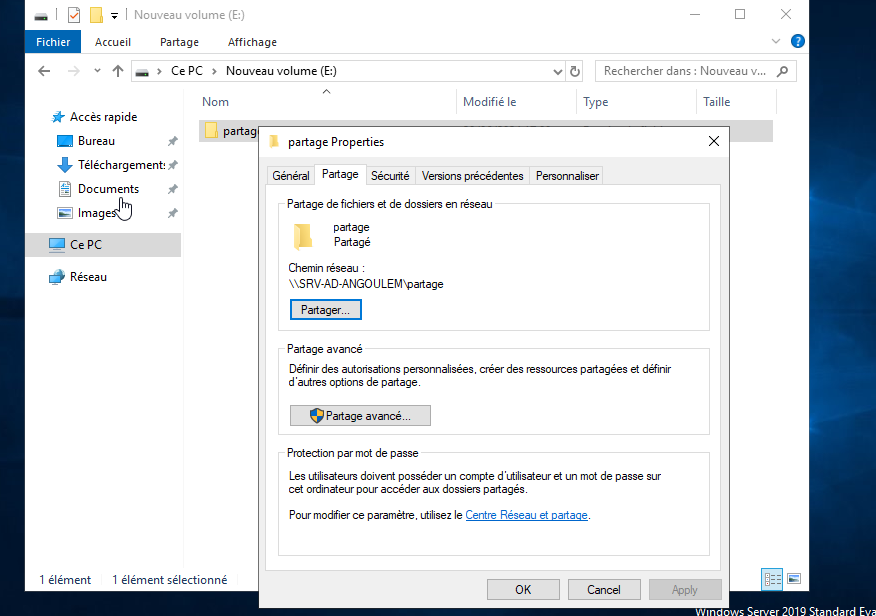 Nouveau volume (E:)
Fichier
Accueil
Partage
Affichage
Ce PC
Nouveau volume (E:)
Rechercher dans : Nouveau v...
Accès rapide
Bureau
Téléchargements
Documents
Images
Ce PC
Réseau
Nom
Modifié le
Type
Taille
partage Properties
Général
Partage
Sécurité
Versions précédentes
Personnaliser
Partage de fichiers et de dossiers en réseau
partage
Partagé
Chemin réseau :
\\SRV-AD-ANGOULEM\partage
Partager...
Partage avancé
Définir des autorisations personnalisées, créer des ressources partagées et définir
d'autres options de partage.
Partage avancé...
Protection par mot de passe
Les utilisateurs doivent posséder un compte d'utilisateur et un mot de passe sur
cet ordinateur pour accéder aux dossiers partagés.
Pour modifier ce paramètre, utilisez le Centre Réseau et partage.
OK
Cancel
Apply
1 élément
1 élément sélectionné
Windows Server 2019 Standard Eva